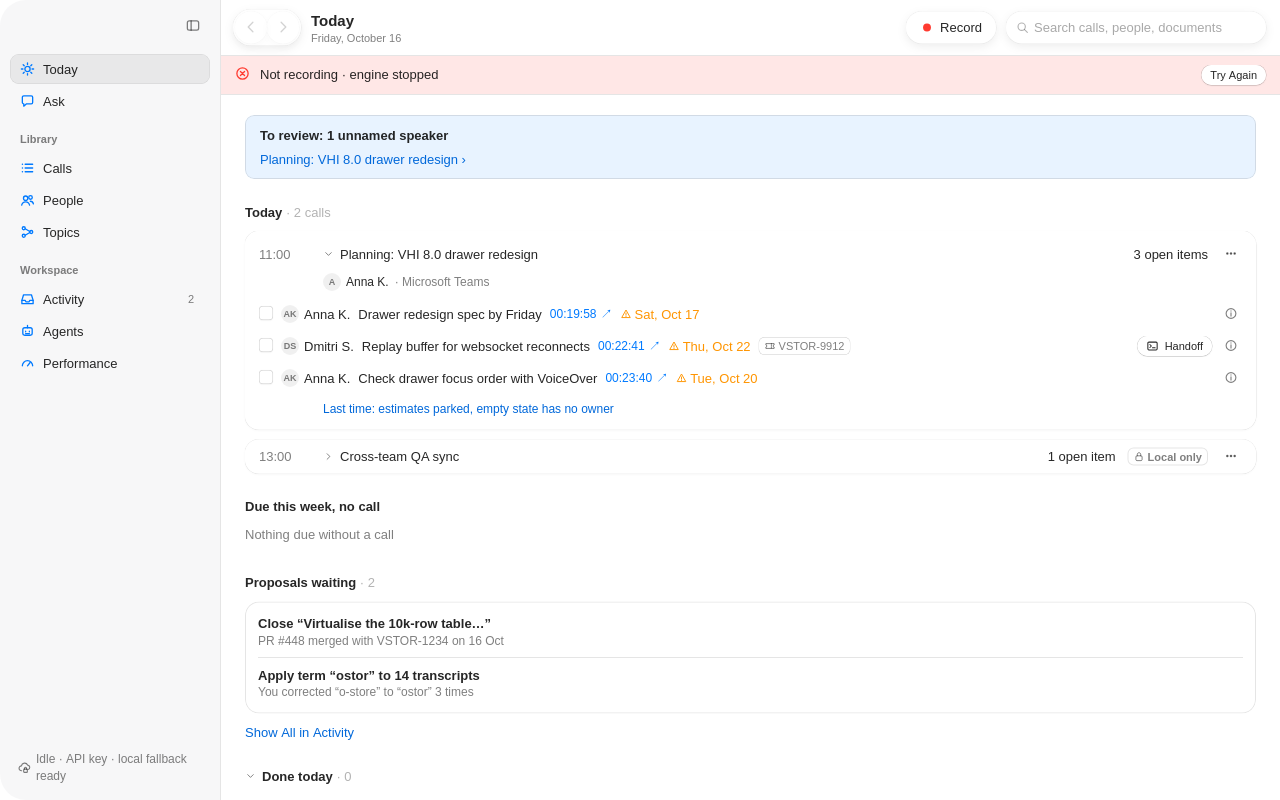 Today
Friday, October 16
Record
Search calls, people, documents
Today
Ask
Library
Calls
People
Topics
Workspace
Activity 2
Agents
Performance
Idle · API key · local fallback ready
Not recording · engine stopped
Try Again
To review: 1 unnamed speaker
Planning: VHI 8.0 drawer redesign ›
Today · 2 calls
11:00 Planning: VHI 8.0 drawer redesign 3 open items
A Anna K. · Microsoft Teams
AK Anna K. Drawer redesign spec by Friday 00:19:58 Sat, Oct 17
DS Dmitri S. Replay buffer for websocket reconnects 00:22:41 Thu, Oct 22 VSTOR-9912 Handoff
AK Anna K. Check drawer focus order with VoiceOver 00:23:40 Tue, Oct 20
Last time: estimates parked, empty state has no owner
13:00 Cross-team QA sync 1 open item Local only
Due this week, no call
Nothing due without a call
Proposals waiting · 2
Close “Virtualise the 10k-row table…”
PR #448 merged with VSTOR-1234 on 16 Oct
Apply term “ostor” to 14 transcripts
You corrected “o-store” to “ostor” 3 times
Show All in Activity
Done today · 0